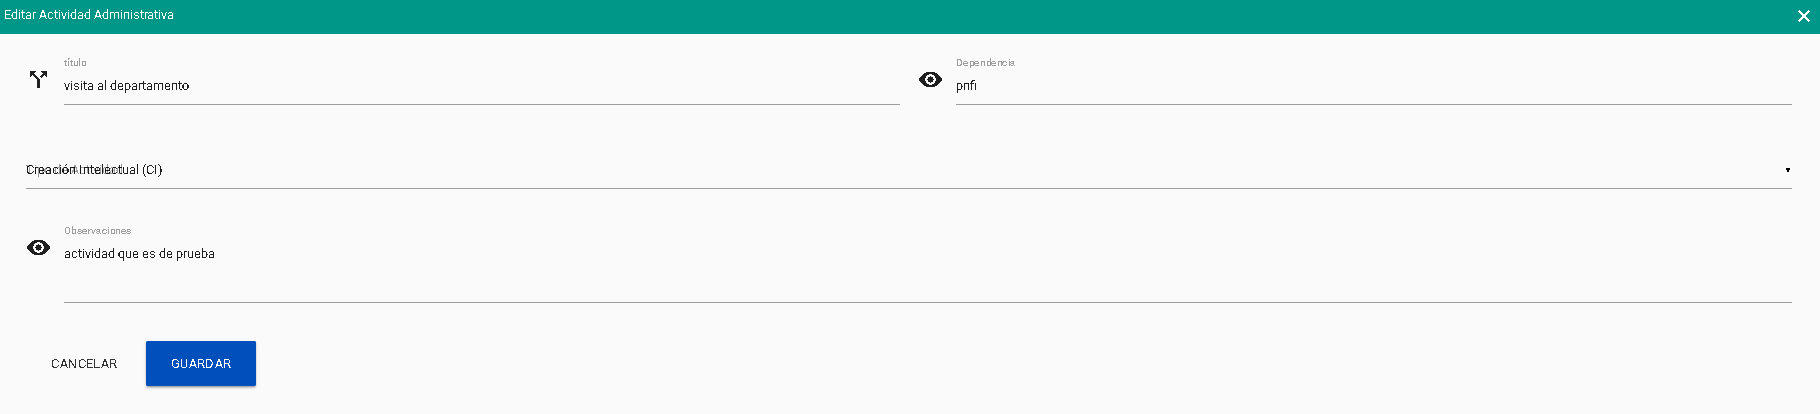 Editar Actividad Administrativa
título
visita al departamento
Dependencia
pnfi
Creación Intelectual (CI)
Observaciones
actividad que es de prueba
CANCELAR
GUARDAR